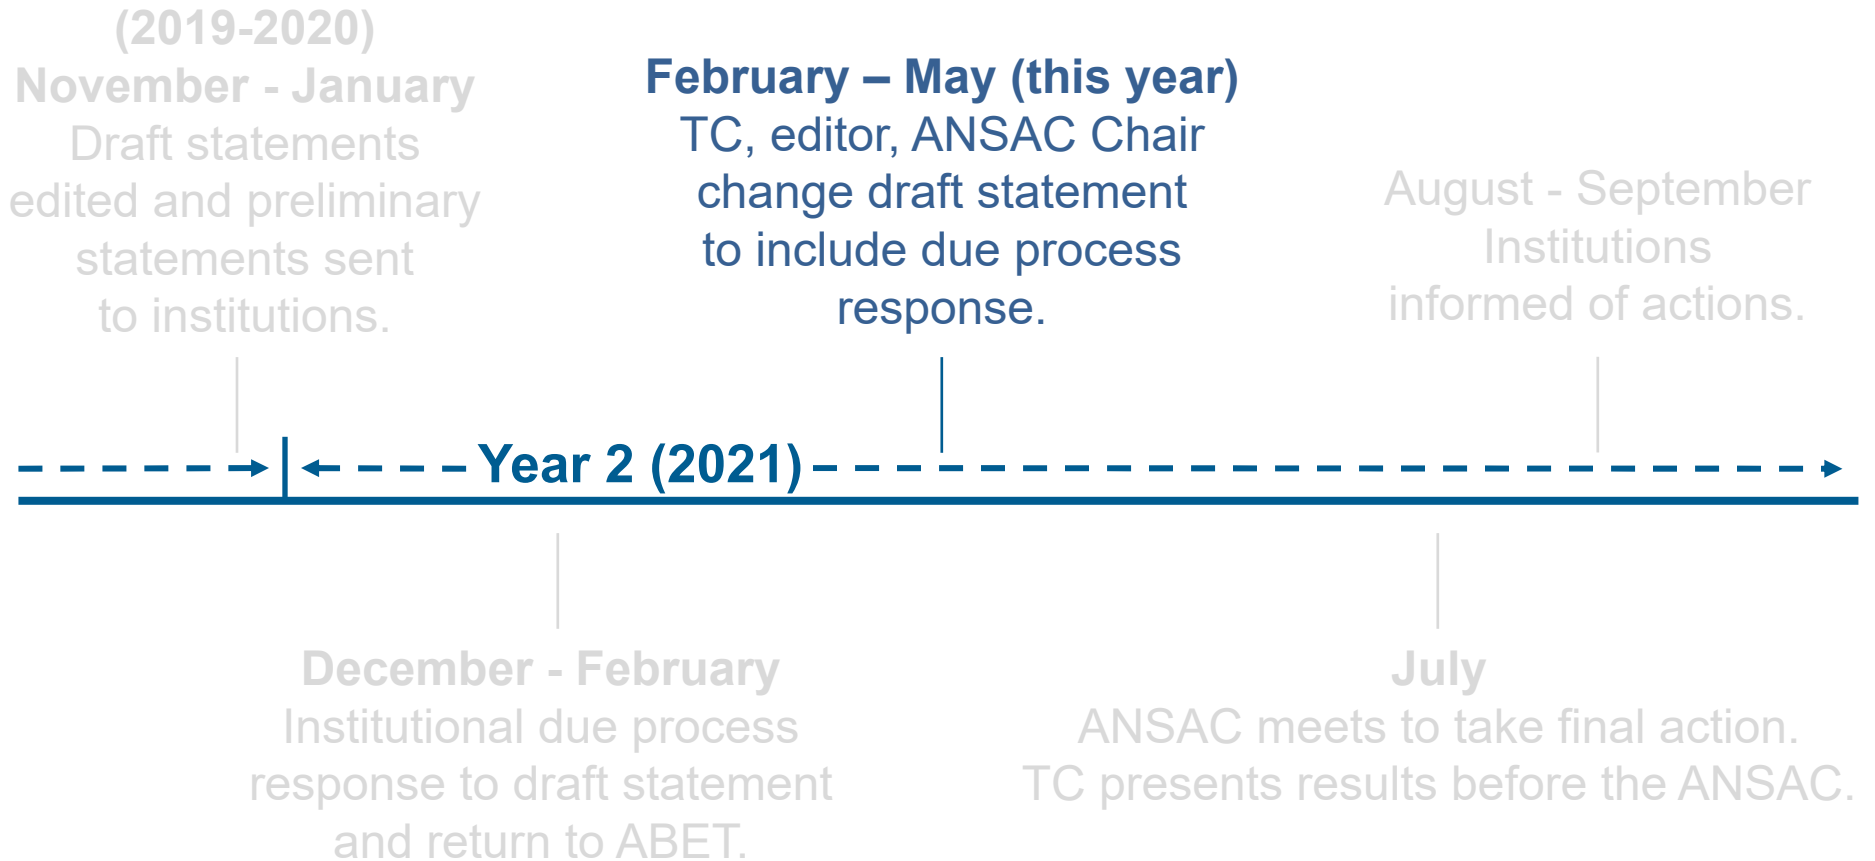 (2019-2020)
November - January
Draft statements
edited and preliminary
statements sent
to institutions.
February – May (this year)
TC, editor, ANSAC Chair
change draft statement
to include due process
response.
August - September
Institutions
informed of actions.
Year 2 (2021)
December - February
Institutional due process
response to draft statement
and return to ABET.
July
ANSAC meets to take final action.
TC presents results before the ANSAC.